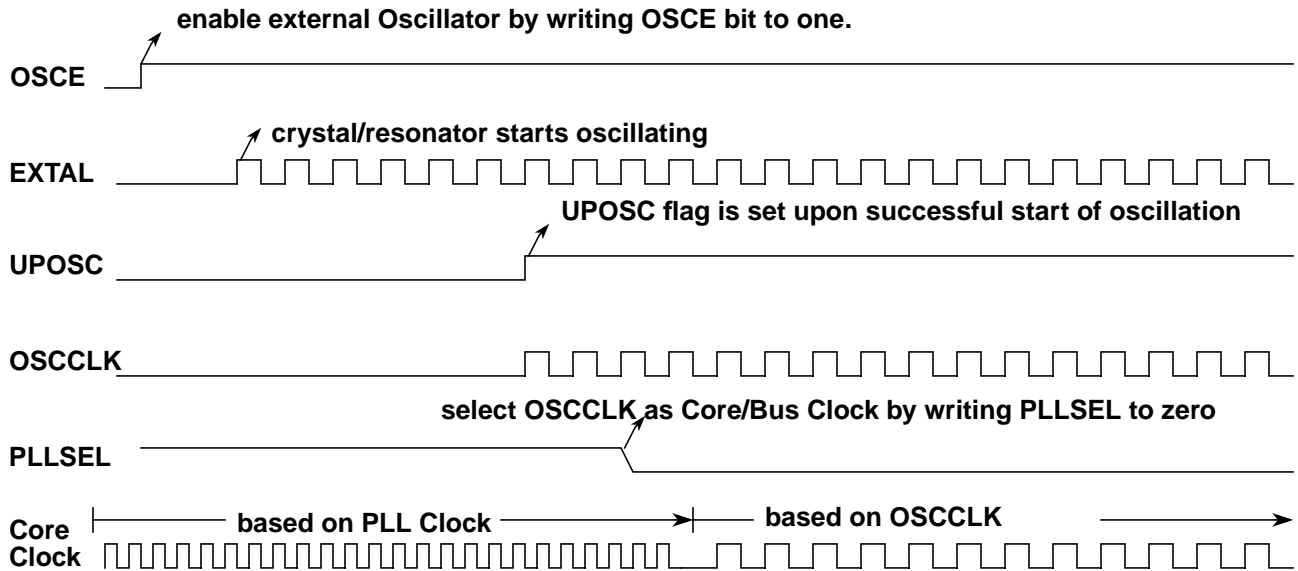 enable external Oscillator by writing OSCE bit to one.
OSCE
crystal/resonator starts oscillating
EXTAL
UPOSC flag is set upon successful start of oscillation
UPOSC
OSCCLK
select OSCCLK as Core/Bus Clock by writing PLLSEL to zero
PLLSEL
based on PLL Clock
based on OSCCLK
Core
Clock